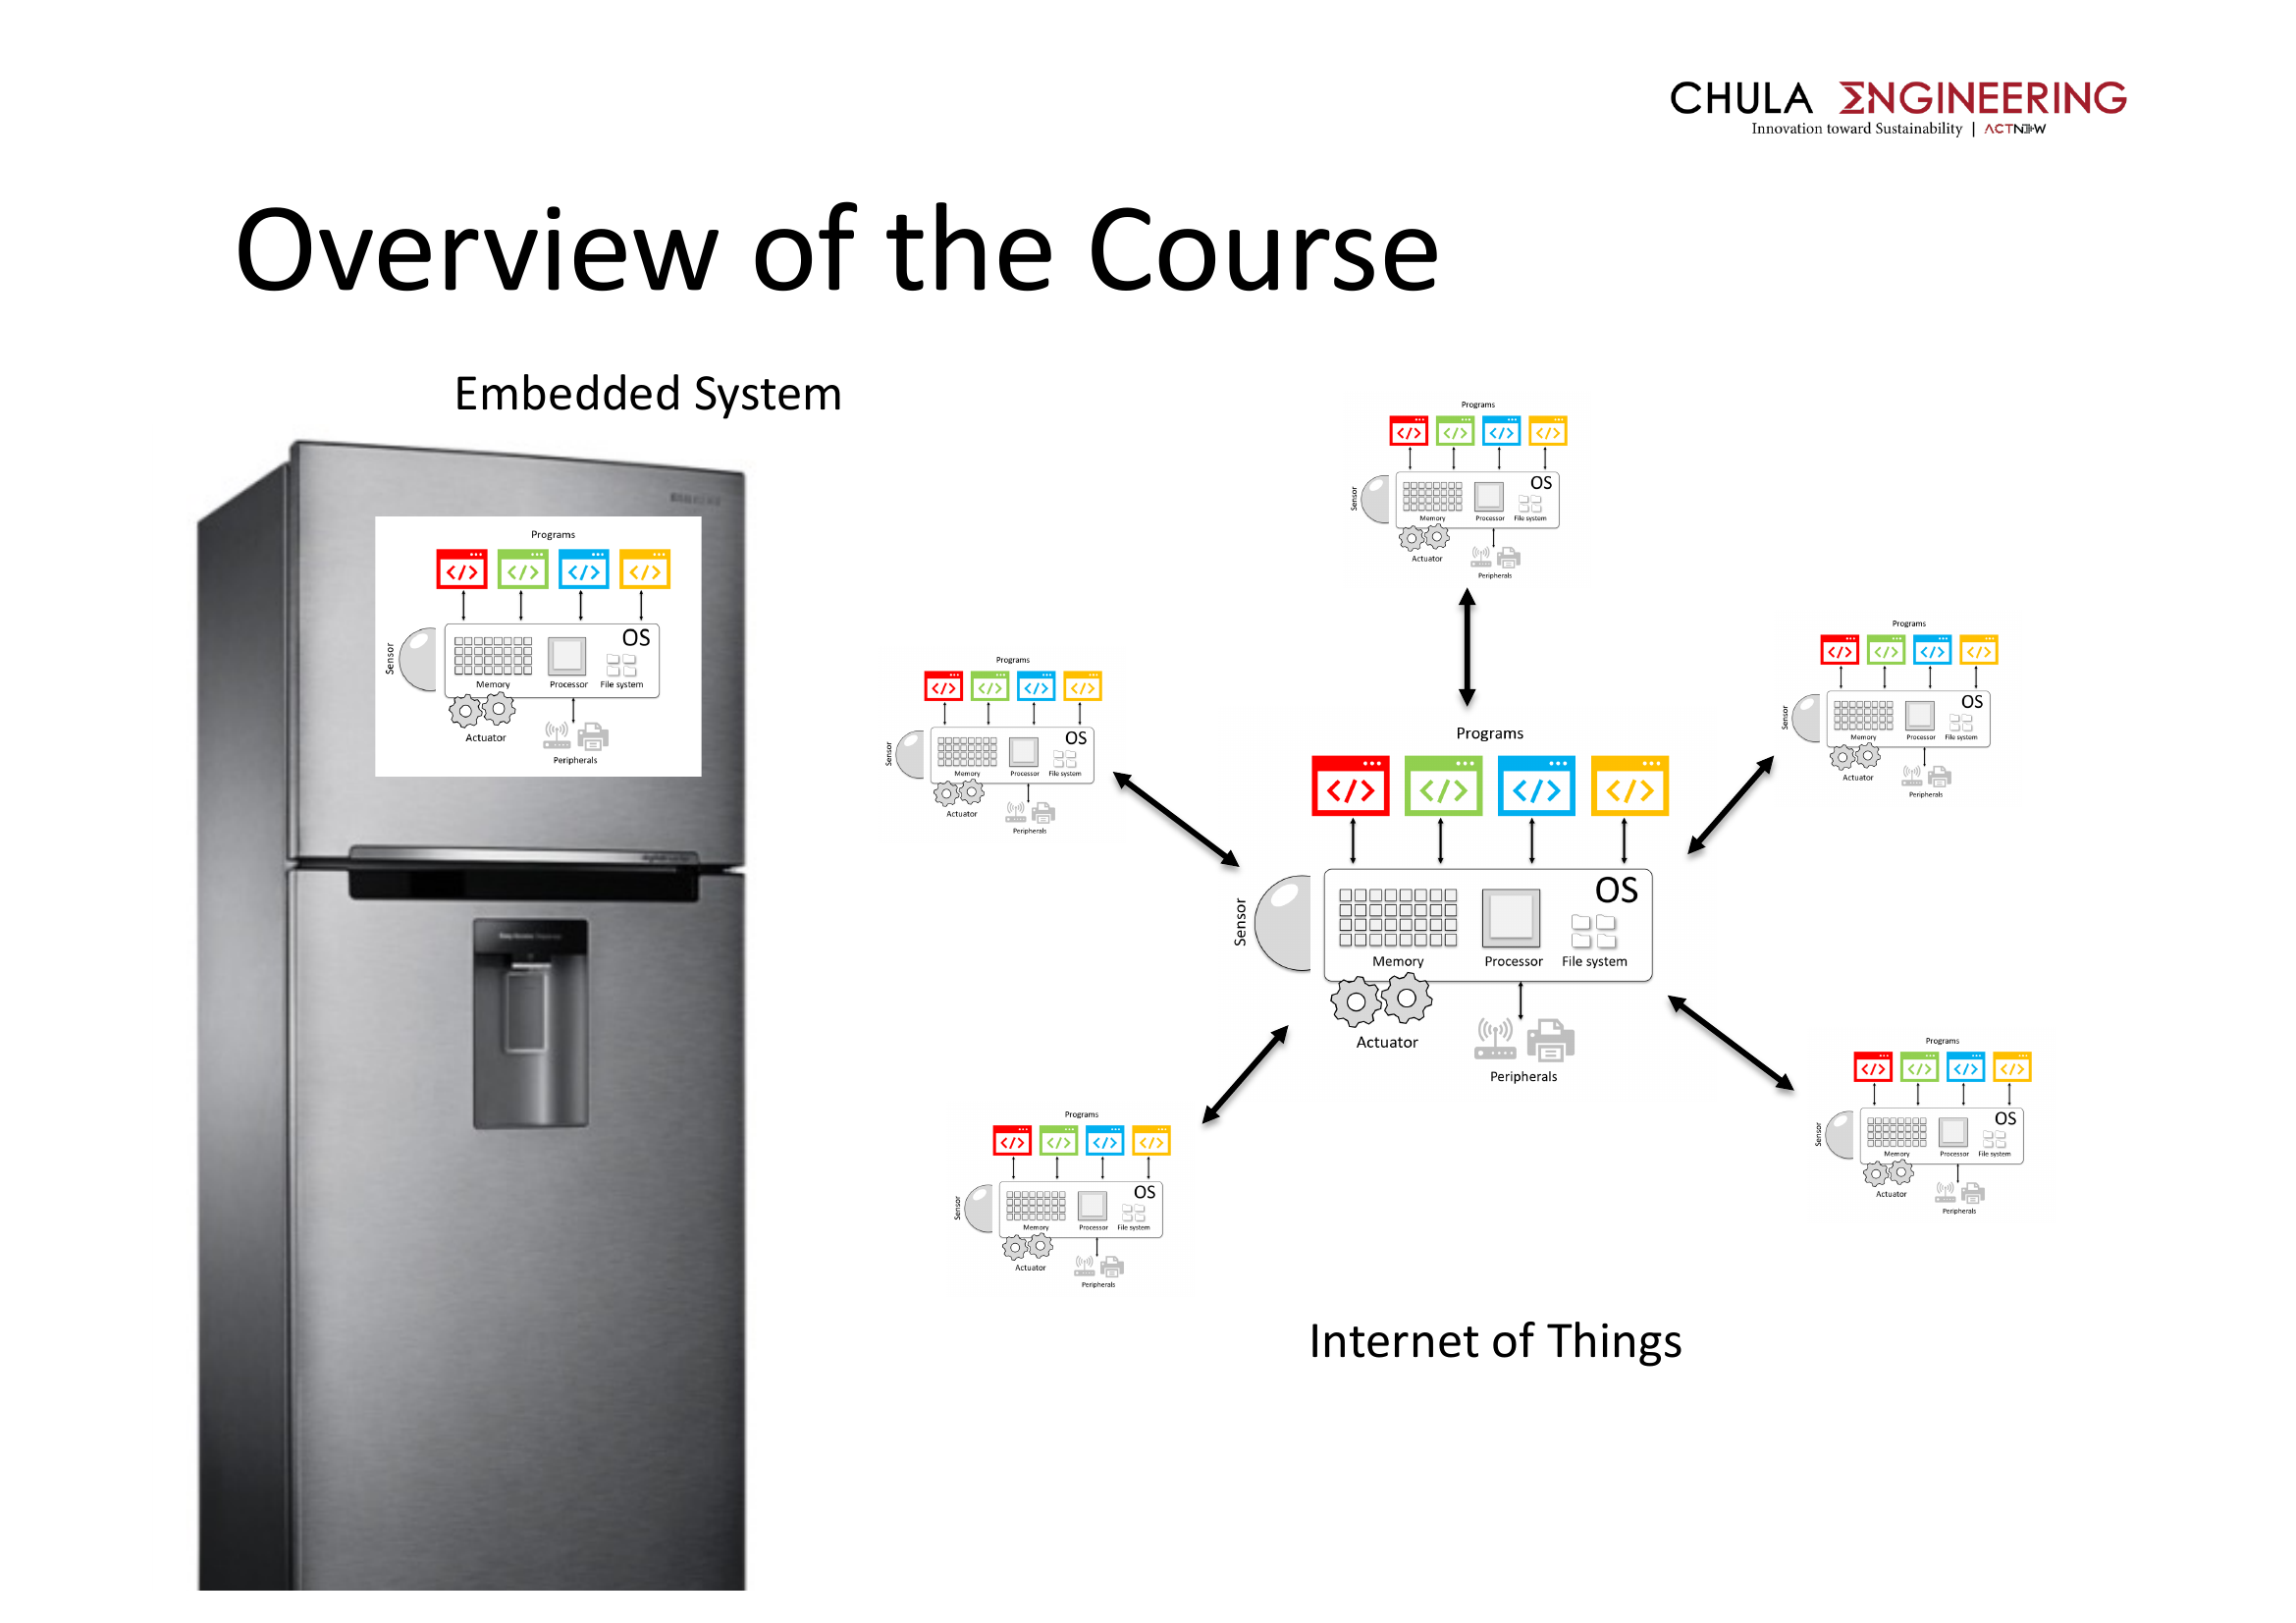 CHULA ΣNGINEERING
Innovation toward Sustainability | ACTNOW
Overview of the Course
Embedded System
SAMSUNG
Programs
OS
Sensor
Memory Processor File system
Actuator
Peripherals
Programs
OS
Sensor
Memory Processor File system
Actuator
Peripherals
Programs
OS
Sensor
Memory Processor File system
Actuator
Peripherals
Programs
OS
Sensor
Memory Processor File system
Actuator
Peripherals
Programs
OS
Sensor
Memory Processor File system
Actuator
Peripherals
Programs
OS
Sensor
Memory Processor File system
Actuator
Peripherals
Programs
OS
Sensor
Memory Processor File system
Actuator
Peripherals
Internet of Things